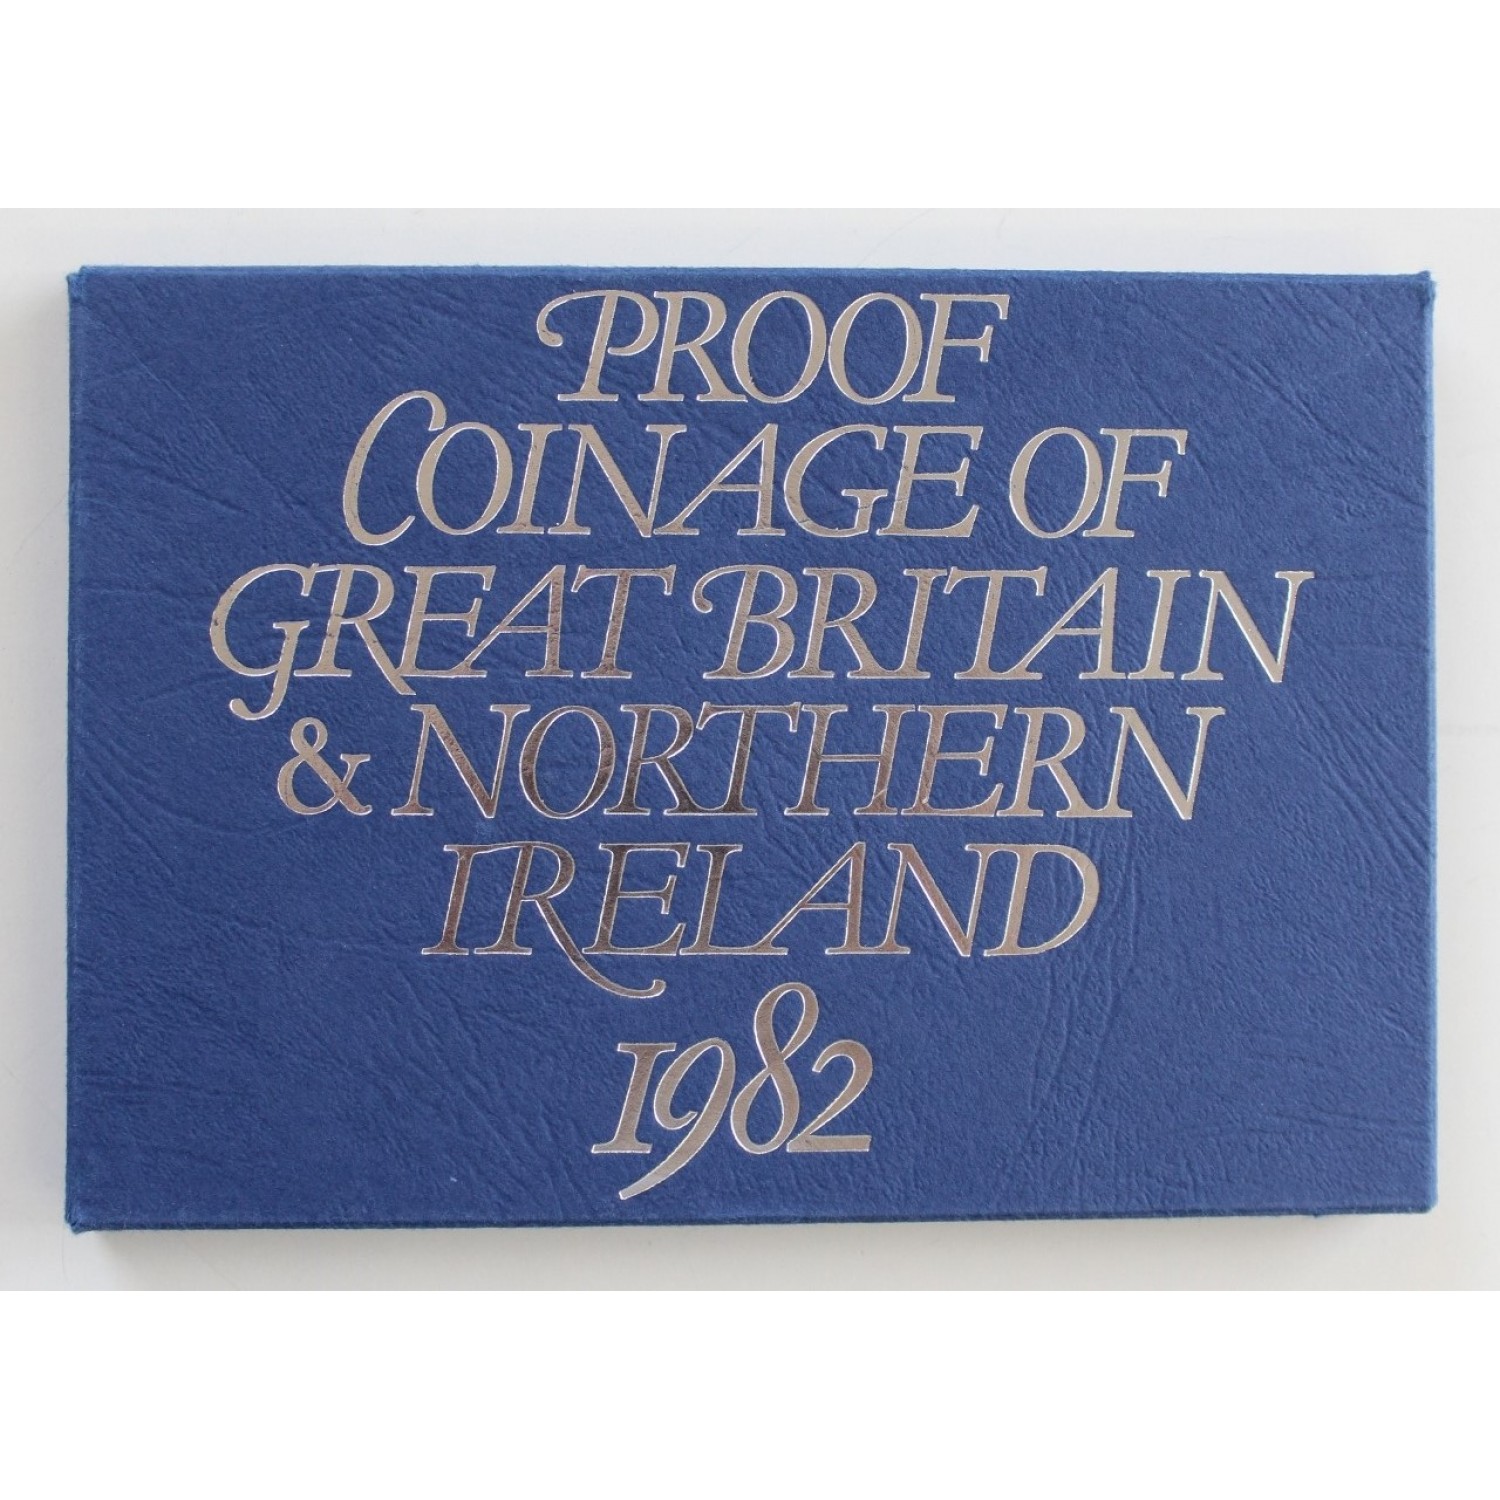 PROOF
COINAGE OF
GREAT BRITAIN
& NORTHERN
IRELAND
1982